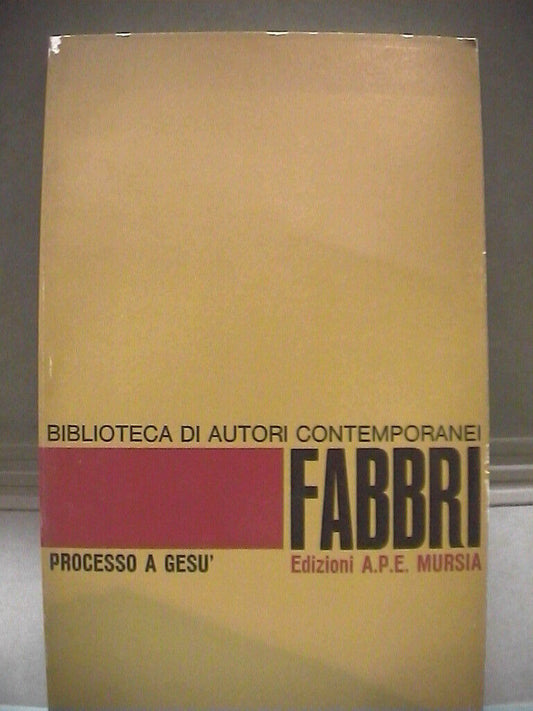 BIBLIOTECA DI AUTORI CONTEMPORANEI
FABBRI
PROCESSO A GESU'
Edizioni A.P.E. MURSIA